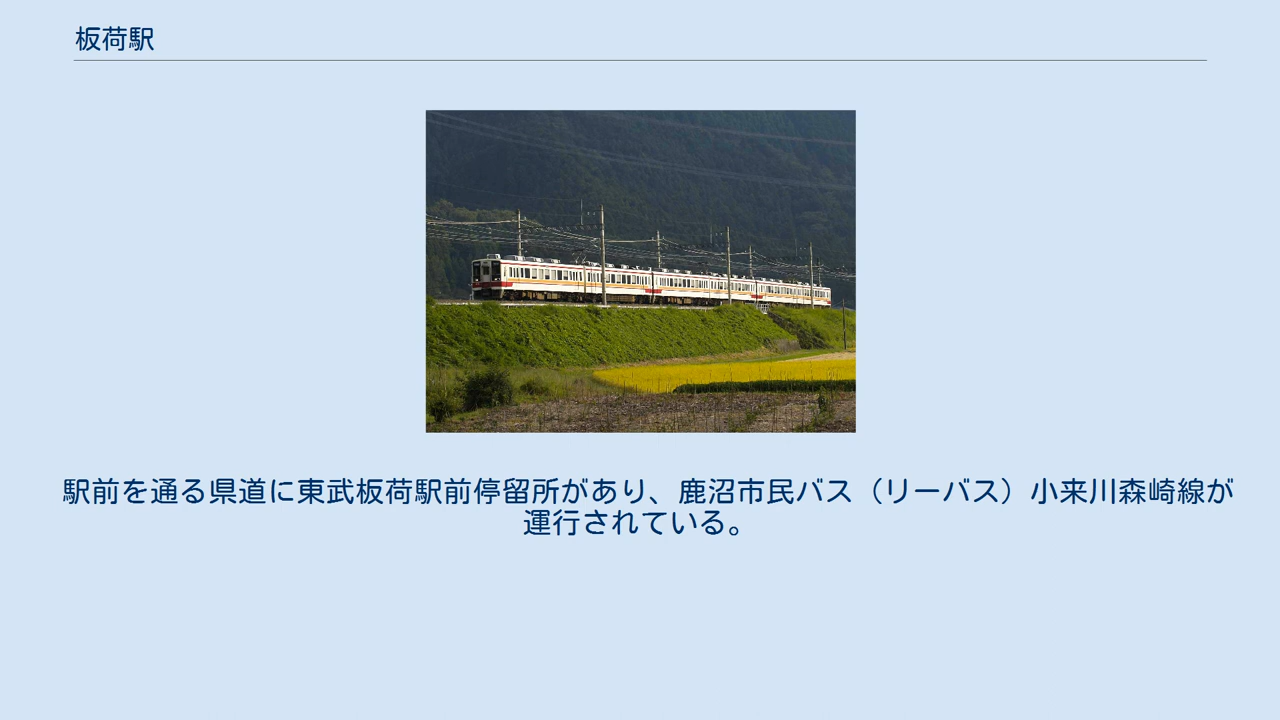 板荷駅
駅前を通る県道に東武板荷駅前停留所があり、鹿沼市民バス（リーバス）小来川森崎線が
運行されている。